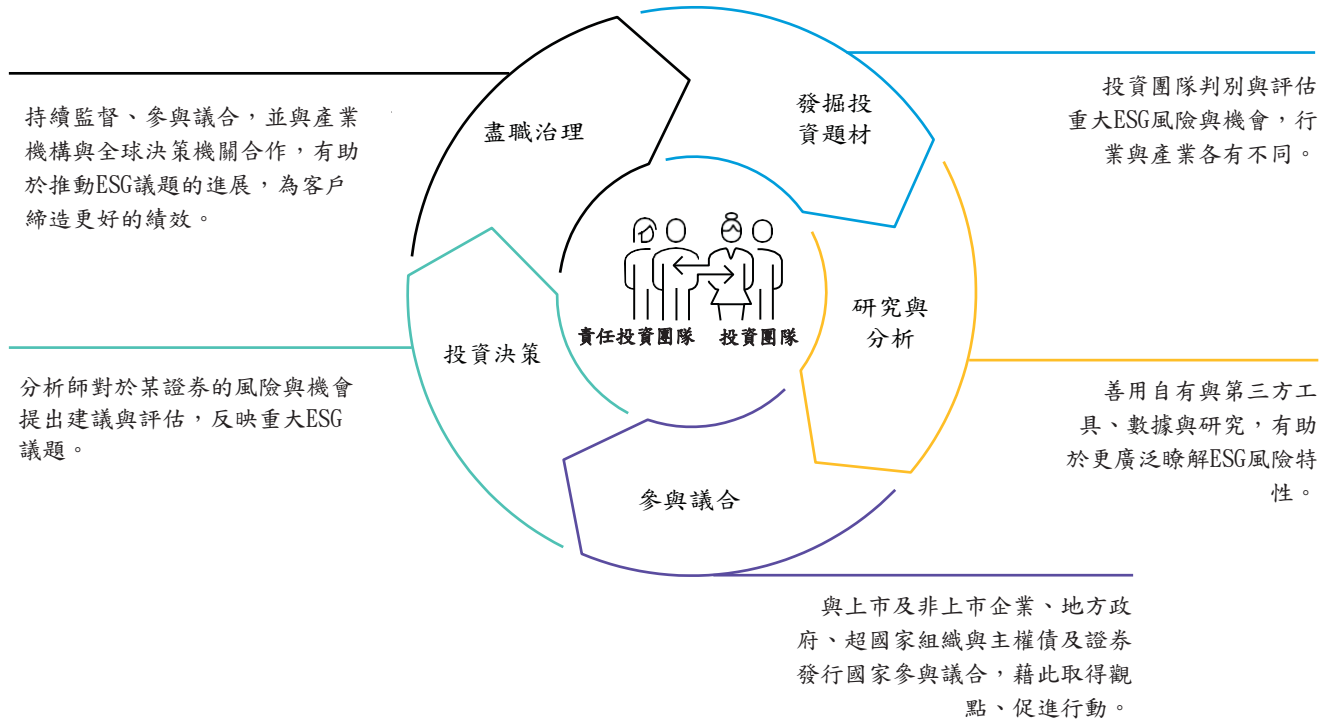 盡職治理
持續監督、參與議合，並與產業
機構與全球決策機關合作，有助
於推動ESG議題的進展，為客戶
締造更好的績效。
發掘投
資題材
投資團隊判別與評估
重大ESG風險與機會，行
業與產業各有不同。
責任投資團隊
投資團隊
研究與
分析
善用自有與第三方工
具、數據與研究，有助
於更廣泛瞭解ESG風險特
性。
投資決策
分析師對於某證券的風險與機會
提出建議與評估，反映重大ESG
議題。
參與議合
與上市及非上市企業、地方政
府、超國家組織與主權債及證券
發行國家參與議合，藉此取得觀
點、促進行動。